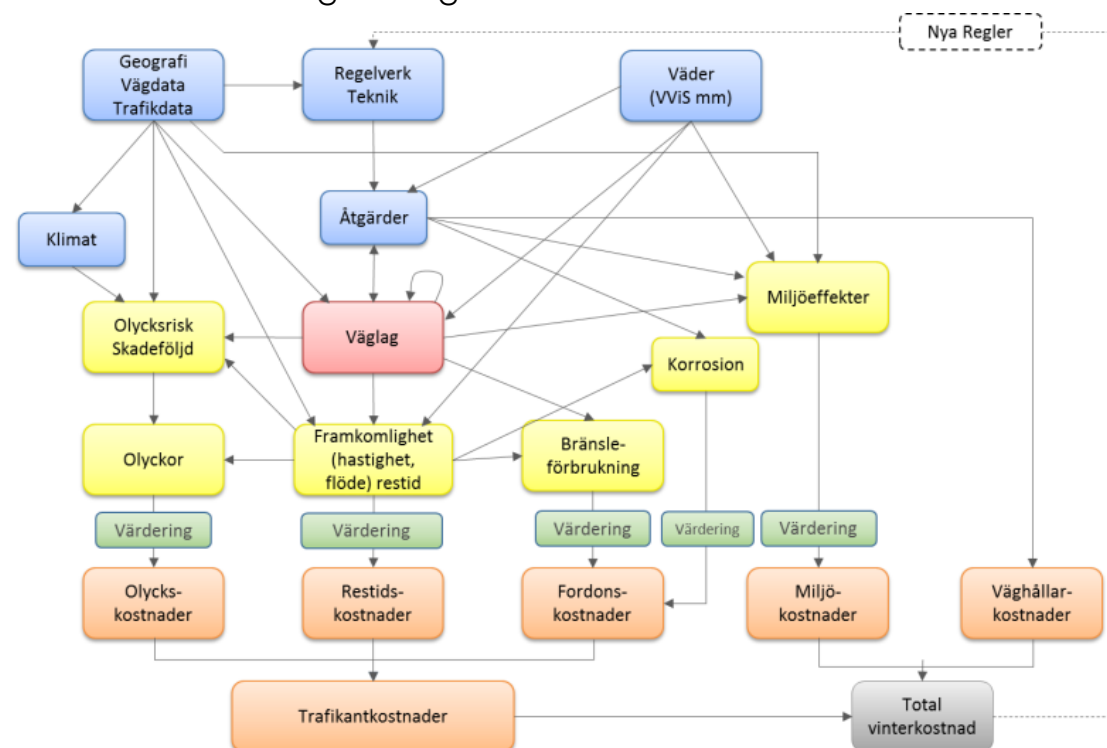 Nya Regler
Geografi
Vägdata
Trafikdata
Regelverk
Teknik
Väder
(VViS mm)
Åtgärder
Klimat
Miljöeffekter
Olycksrisk
Skadeföljd
Väglag
Korrosion
Olyckor
Framkomlighet
(hastighet,
flöde) restid
Bränsle-
förbrukning
Värdering
Värdering
Värdering
Värdering
Värdering
Olycks-
kostnader
Restids-
kostnader
Fordons-
kostnader
Miljö-
kostnader
Väghållar-
kostnader
Trafikantkostnader
Total
vinterkostnad